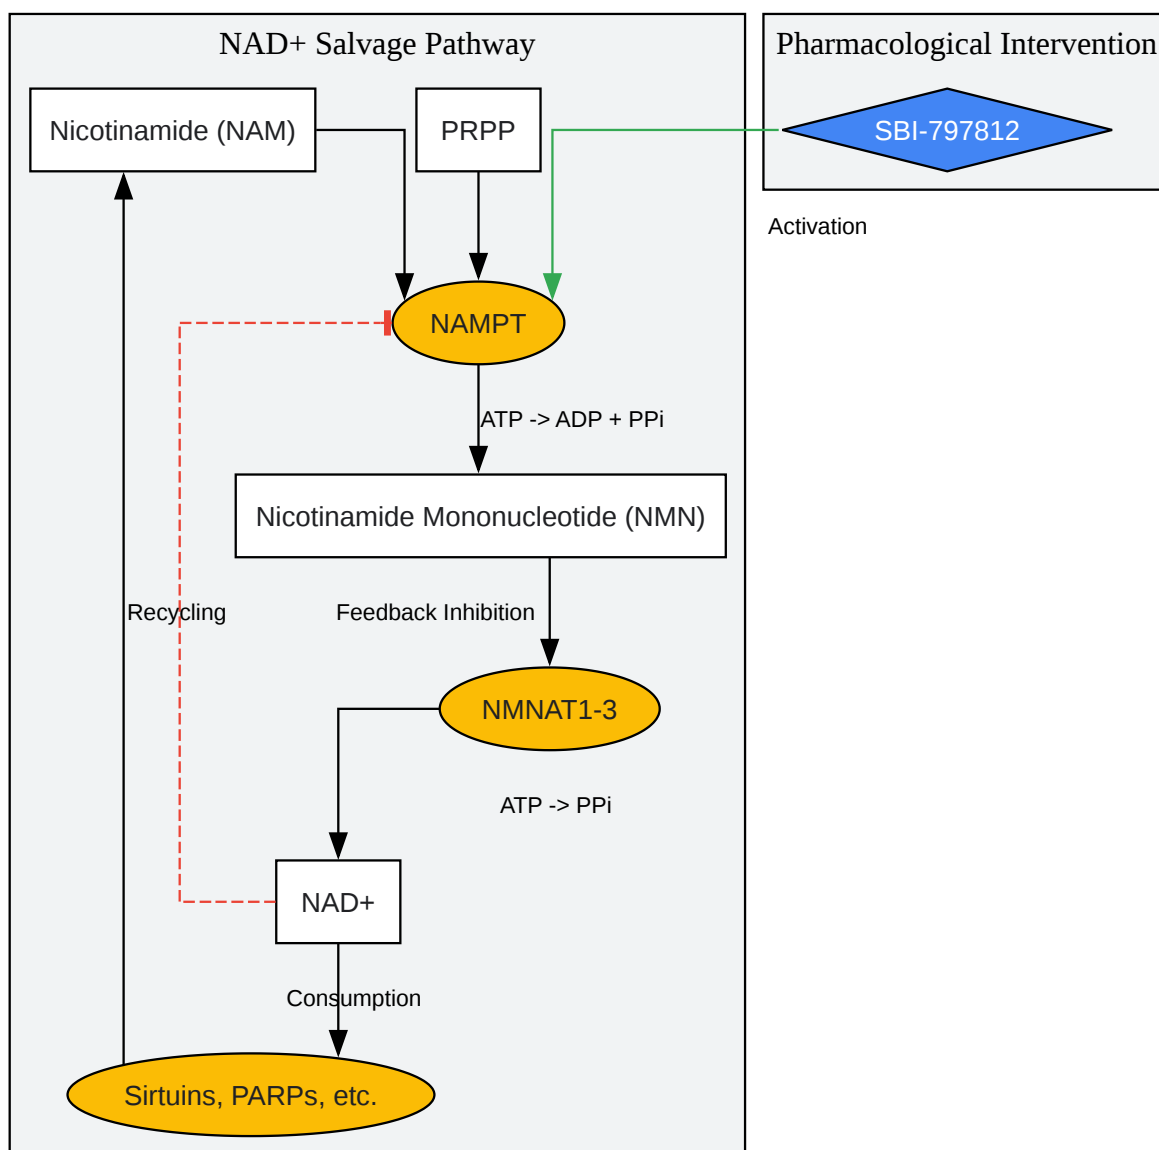 NAD+ Salvage Pathway
Pharmacological Intervention
Nicotinamide (NAM)
PRPP
SBI-797812
Activation
NAMPT
ATP -> ADP + PPi
Nicotinamide Mononucleotide (NMN)
Recycling
Feedback Inhibition
NMNAT1-3
ATP -> PPi
NAD+
Consumption
Sirtuins, PARPs, etc.